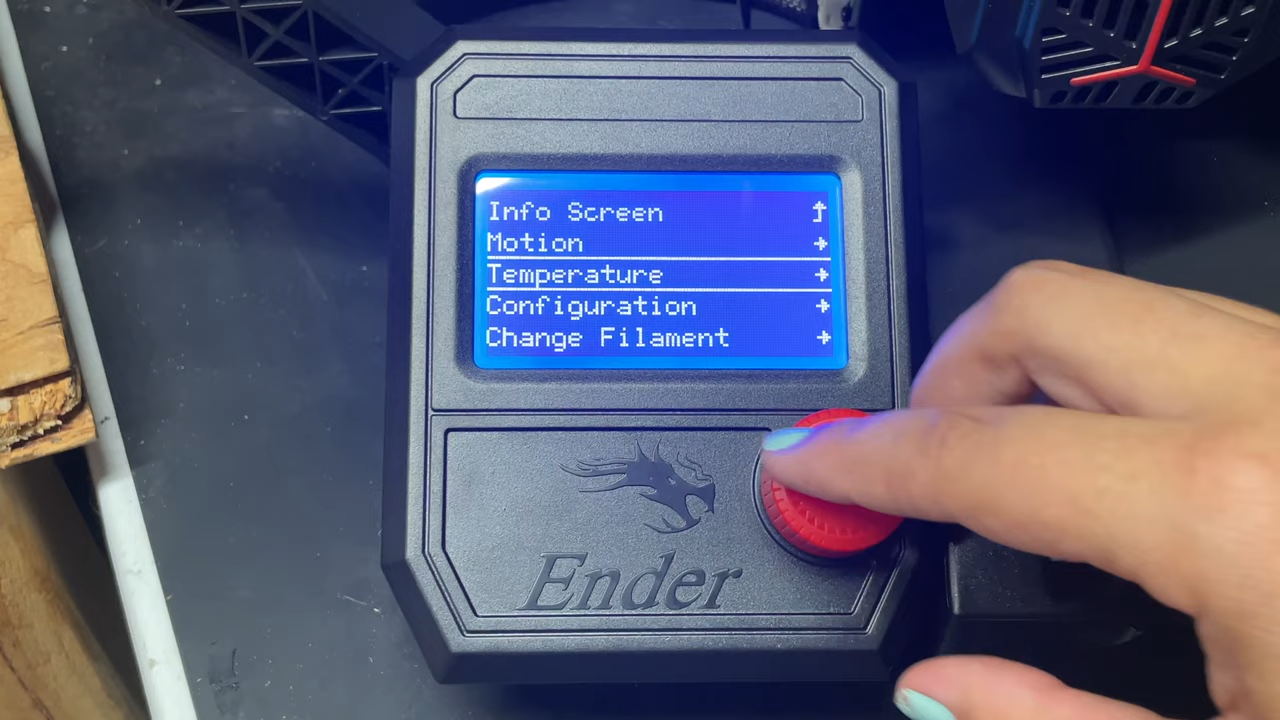 Info Screen
Motion
Temperature
Configuration
Change Filament
Ender